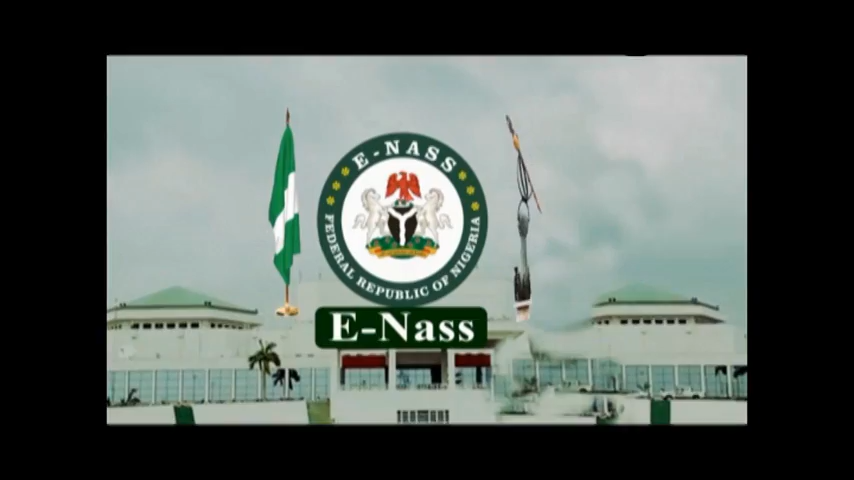 E-NASS
FEDERAL REPUBLIC OF NIGERIA
E-Nass